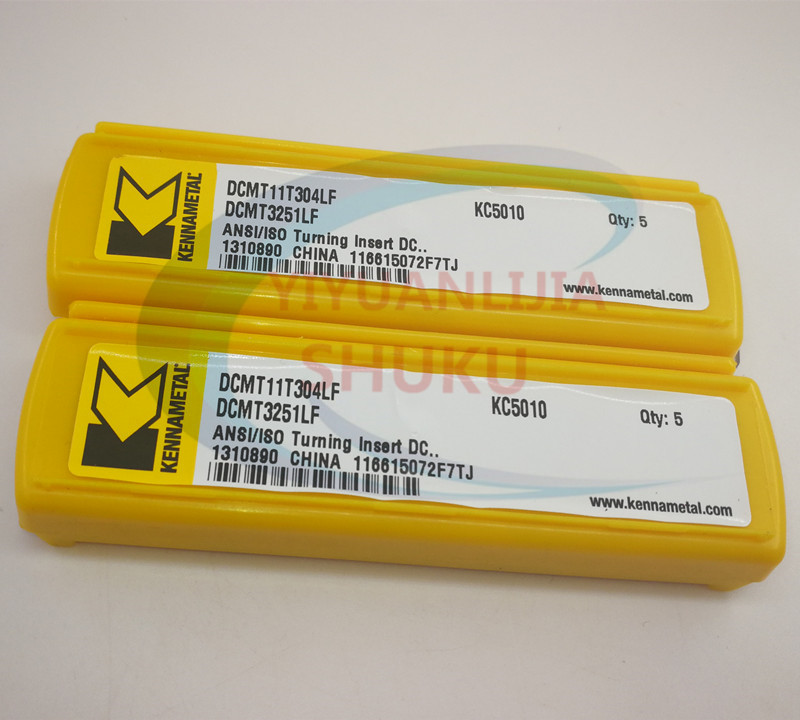 KENNAMETAL
DCMT11T304LF
DCMT3251LF
KC5010
Qty: 5
ANSI/ISO Turning Insert DC..
1310890 CHINA 116615072F7TJ
www.kennametal.com
YIYUANLIJIA
SHUKU
KENNAMETAL
DCMT11T304LF
DCMT3251LF
KC5010
Qty: 5
ANSI/ISO Turning Insert DC..
1310890 CHINA 116615072F7TJ
www.kennametal.com